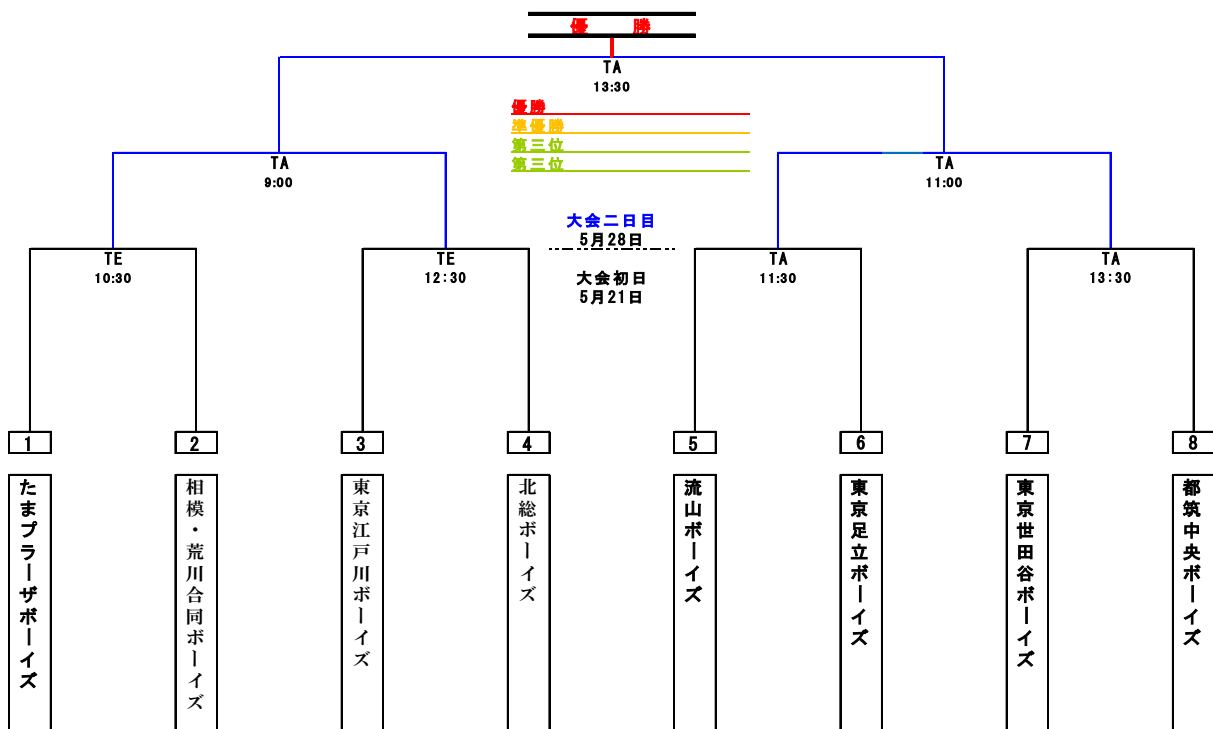 優　勝
TA
13:30
優勝
準優勝
第三位
第三位
TA
9:00
TA
11:00
大会二日目
5月28日
TE
10:30
TE
12:30
大会初日
5月21日
TA
11:30
TA
13:30
1
2
3
4
5
6
7
8
たまプラーザボーイズ
相模・荒川合同ボーイズ
東京江戸川ボーイズ
北総ボーイズ
流山ボーイズ
東京足立ボーイズ
東京世田谷ボーイズ
都筑中央ボーイズ